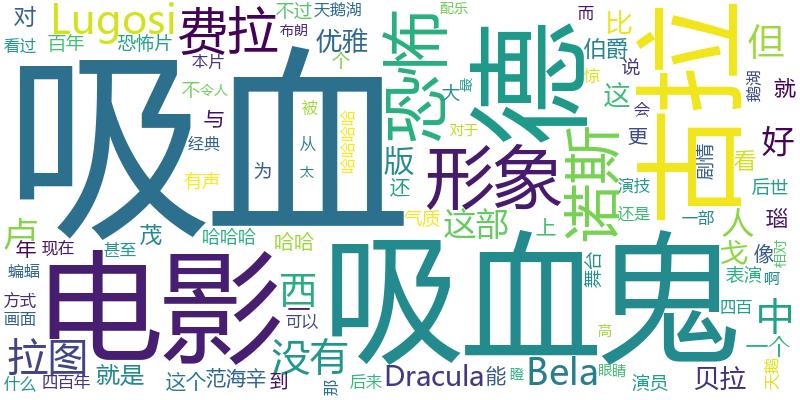 看过 百年 恐怖片 对 Lugosi 费拉 不过 天鹅湖 优雅 个 布朗 配乐 而 比 伯爵 说 但
本片 不 令人 与 经典 有声 恐怖 德 这 会 更 惊 大 最 古拉 鹅湖 就 好
吸血 为 被 从 太 哈哈哈哈 版 还 形象 对于 诺斯 演技 还是 剧情 看 后世
卢 年 现在 茂 甚至 哈哈哈 哈哈 气质 这部 上 一部 人 瑙 戈 像 相对
蝙蝠 方式 画面 电影 西 可以 没有 吸血鬼 舞台 表演 啊 四百 中 一个
拉图 什么 四百年 就是 这个 范海辛 到 那 后来 Dracula 能 瞪 Bela 眼睛 高 演员 贝拉 天鹅